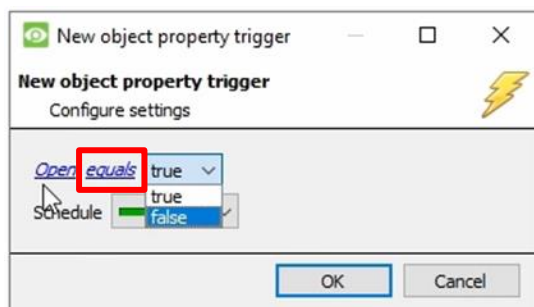 New object property trigger
New object property trigger
Configure settings
Open equals true
true
Schedule
false
OK Cancel